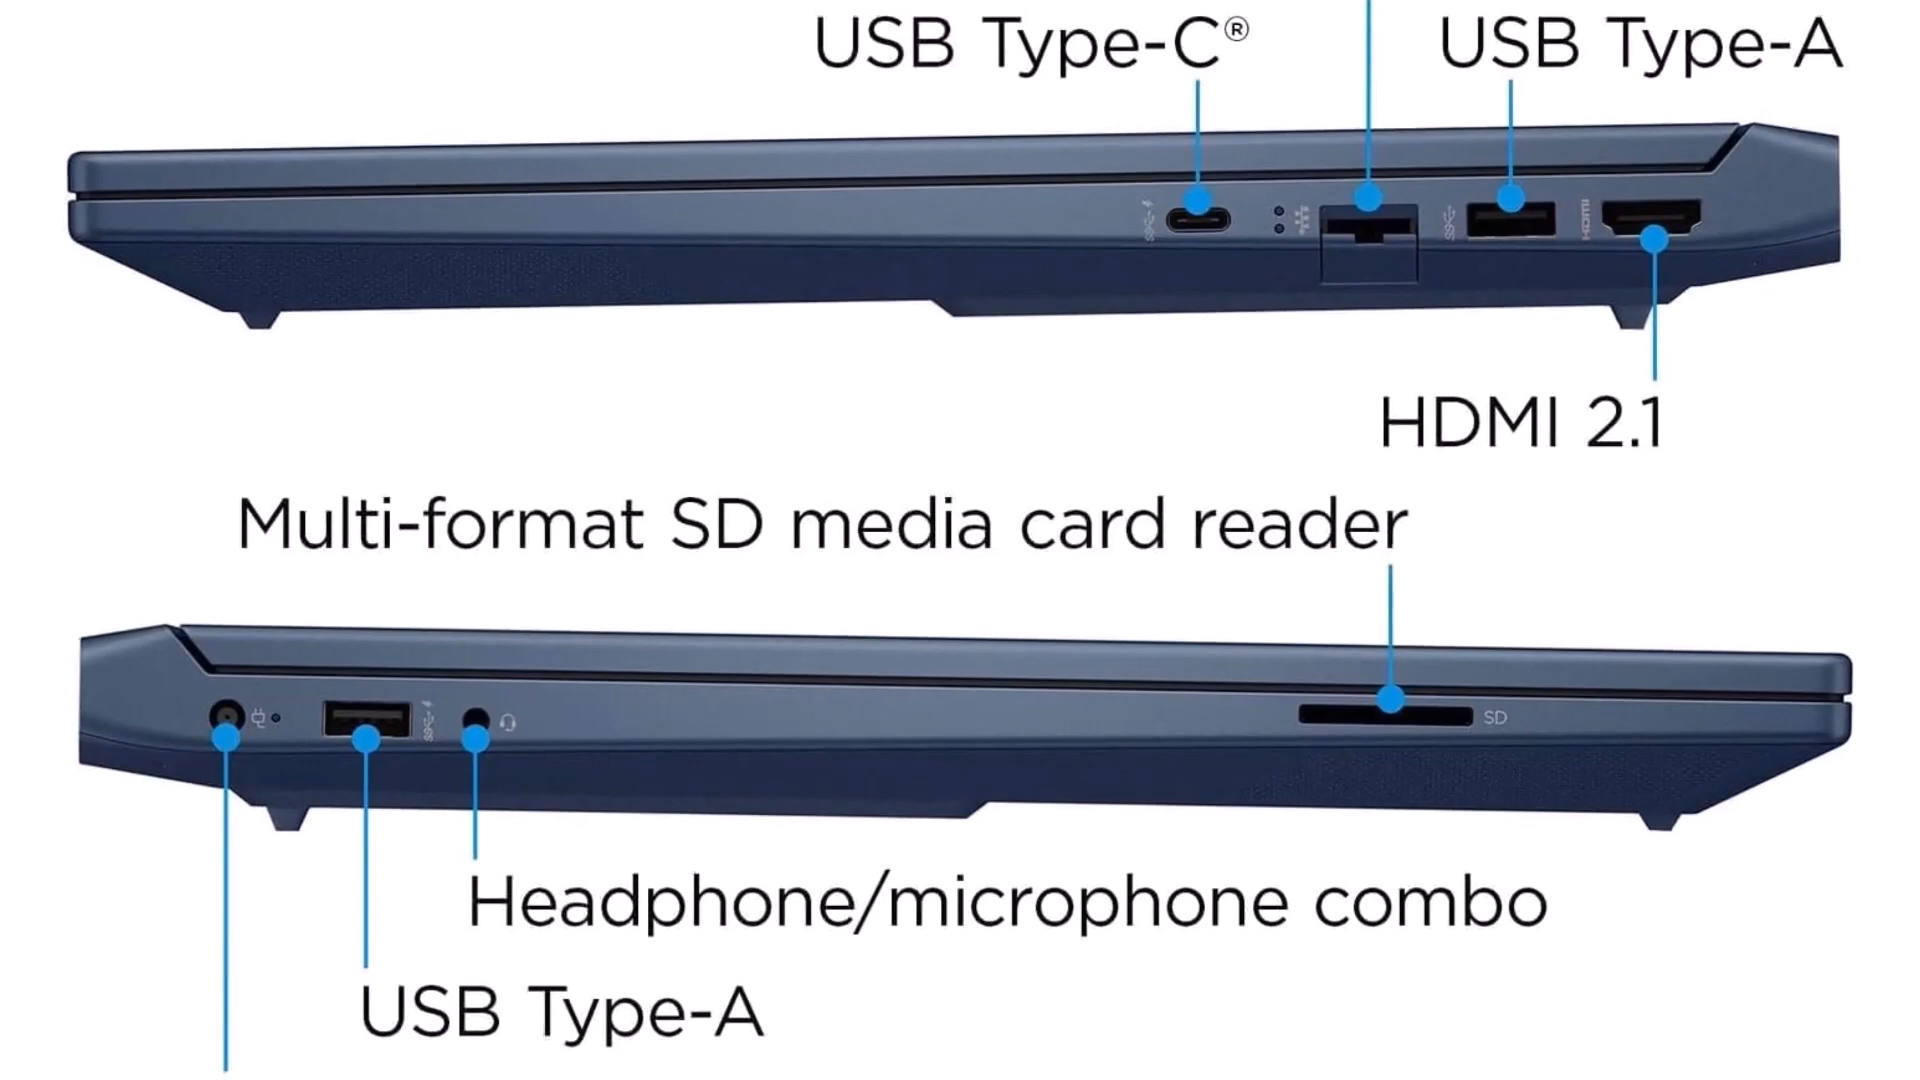 USB Type-C®
USB Type-A
HDMI
HDMI 2.1
Multi-format SD media card reader
SD
Headphone/microphone combo
USB Type-A